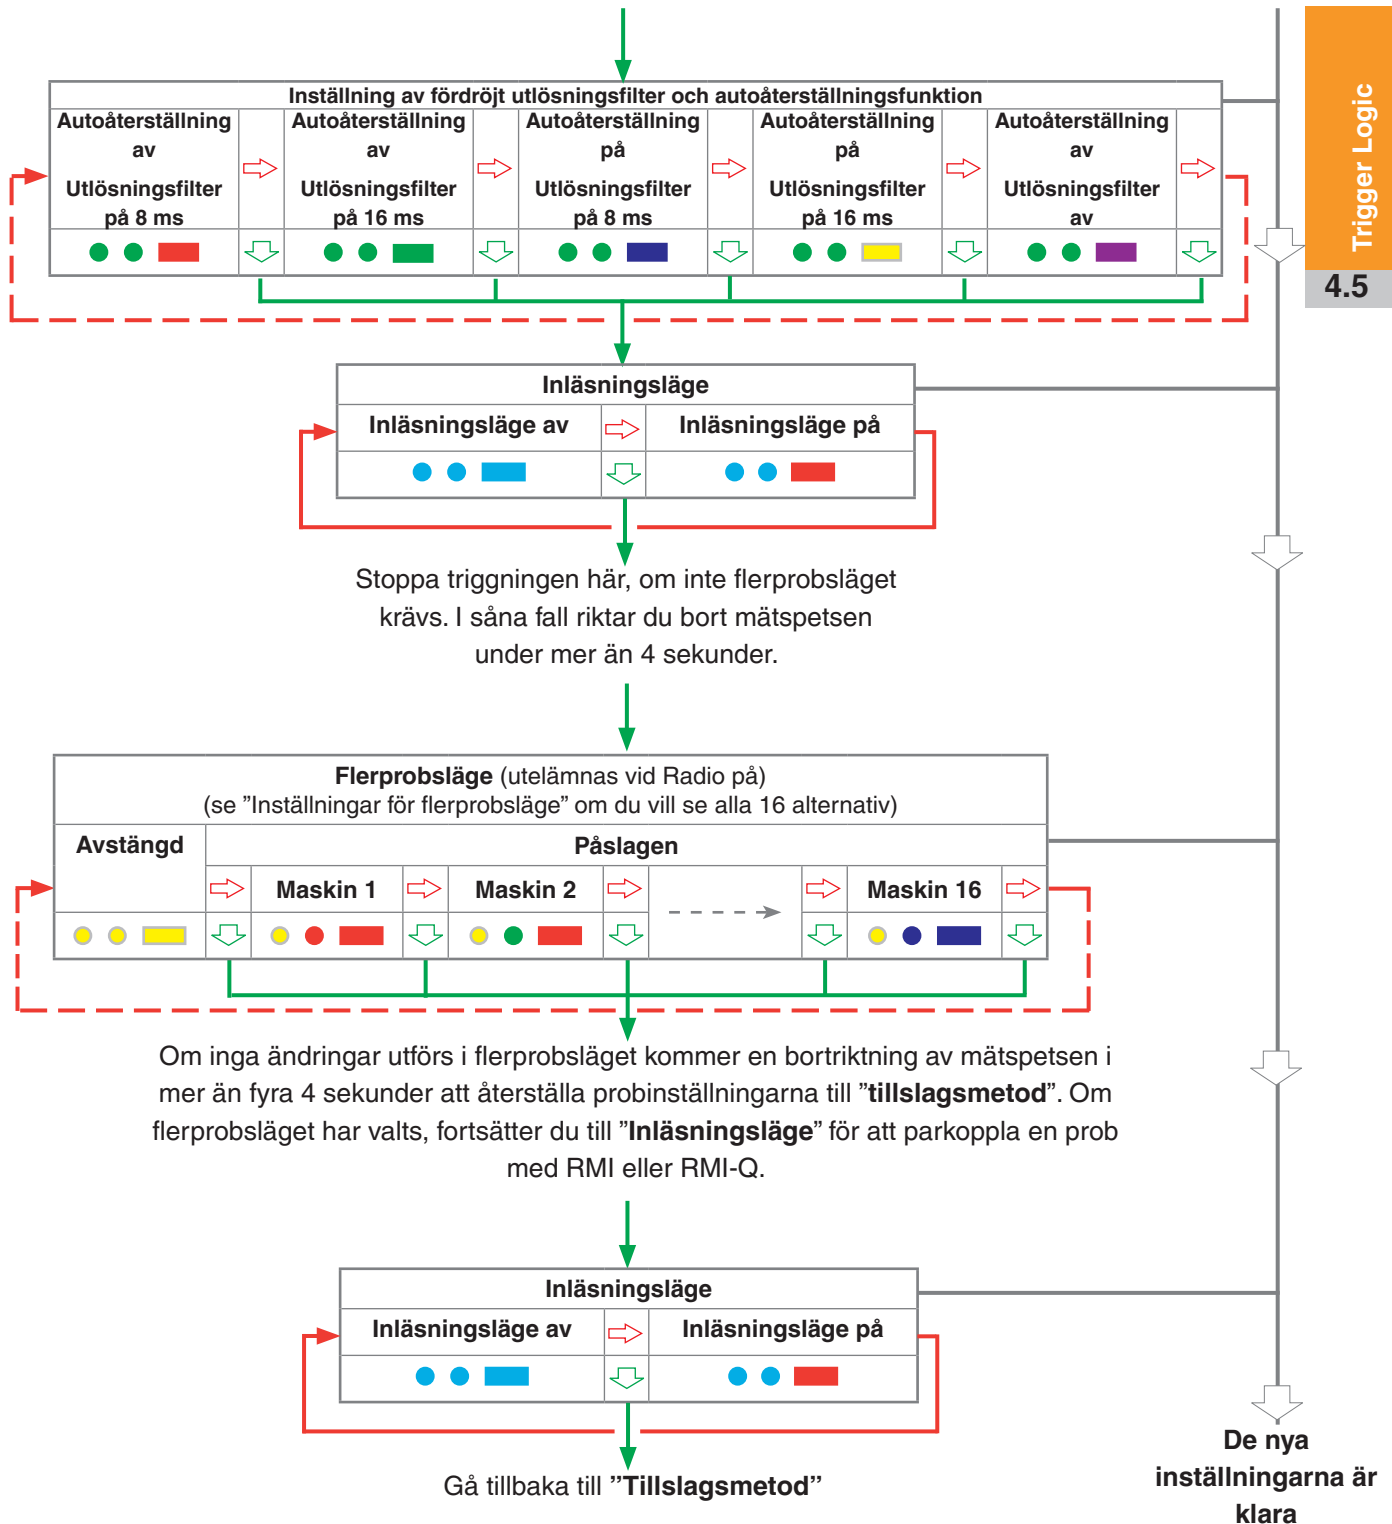 Trigger Logic
4.5
Inställning av fördröjt utlösningsfilter och autoåterställningsfunktion
Autoåterställning
av
Utlösningsfilter
på 8 ms
Autoåterställning
av
Utlösningsfilter
på 16 ms
Autoåterställning
på
Utlösningsfilter
på 8 ms
Autoåterställning
på
Utlösningsfilter
på 16 ms
Autoåterställning
av
Utlösningsfilter
av
Inläsningsläge
Inläsningsläge av
Inläsningsläge på
Stoppa triggningen här, om inte flerprobsläget
krävs. I såna fall riktar du bort mätspetsen
under mer än 4 sekunder.
Flerprobsläge (utelämnas vid Radio på)
(se ”Inställningar för flerprobsläge” om du vill se alla 16 alternativ)
Avstängd
Påslagen
Maskin 1
Maskin 2
Maskin 16
Om inga ändringar utförs i flerprobsläget kommer en bortriktning av mätspetsen i
mer än fyra 4 sekunder att återställa probinställningarna till ”tillslagsmetod”. Om
flerprobsläget har valts, fortsätter du till ”Inläsningsläge” för att parkoppla en prob
med RMI eller RMI-Q.
Inläsningsläge
Inläsningsläge av
Inläsningsläge på
Gå tillbaka till ”Tillslagsmetod”
De nya
inställningarna är
klara